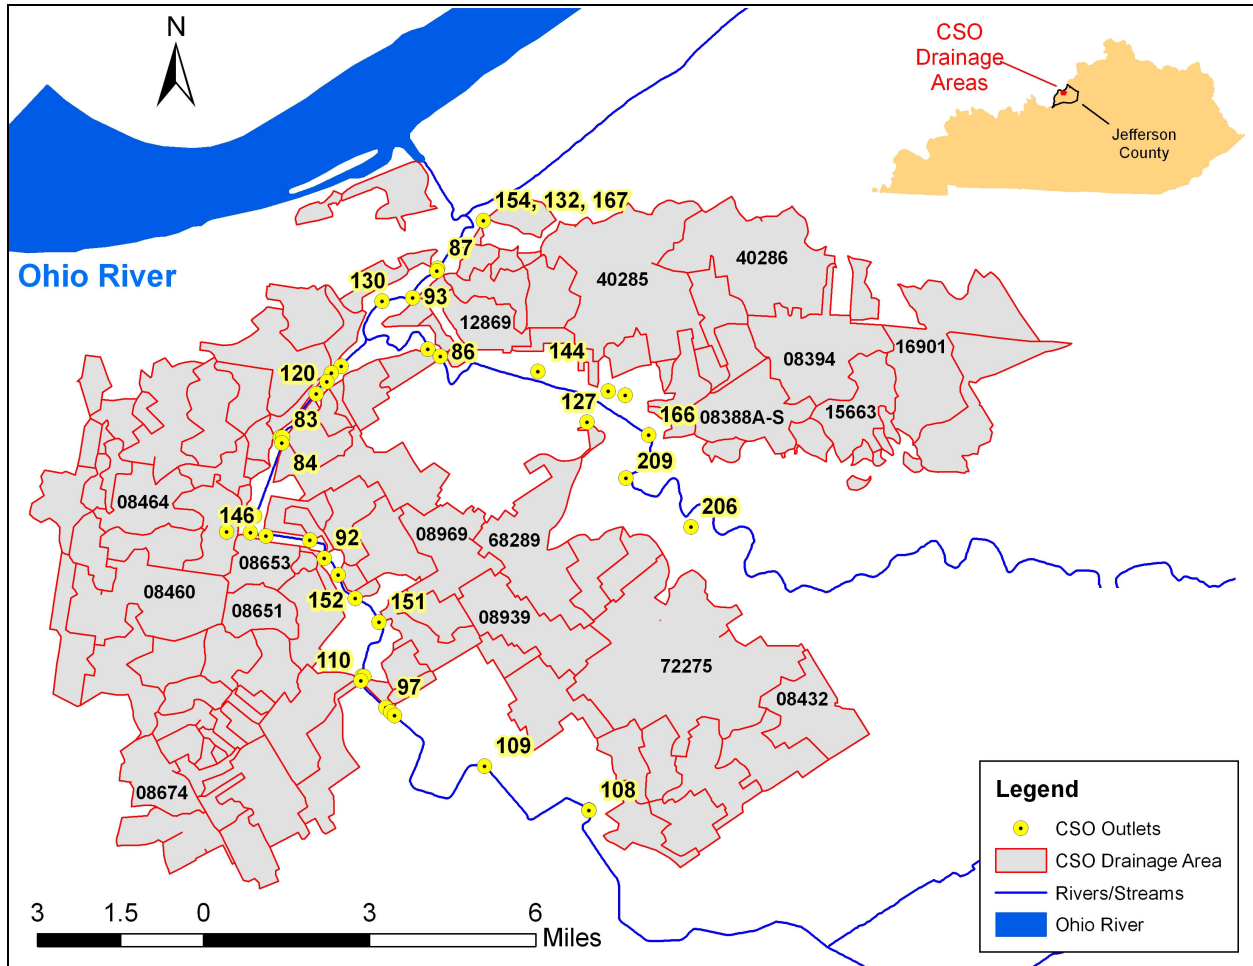 N
CSO
Drainage
Areas
Jefferson
County
154, 132, 167
87
Ohio River
130
93
40285
40286
12869
86
144
08394
16901
120
127
166
08388A-S
15663
83
84
209
08464
146
206
92
08969
68289
08653
08460
08651
152
151
08939
110
97
72275
08432
109
108
08674
Legend
CSO Outlets
CSO Drainage Area
Rivers/Streams
Ohio River
3 1.5 0 3 6
Miles